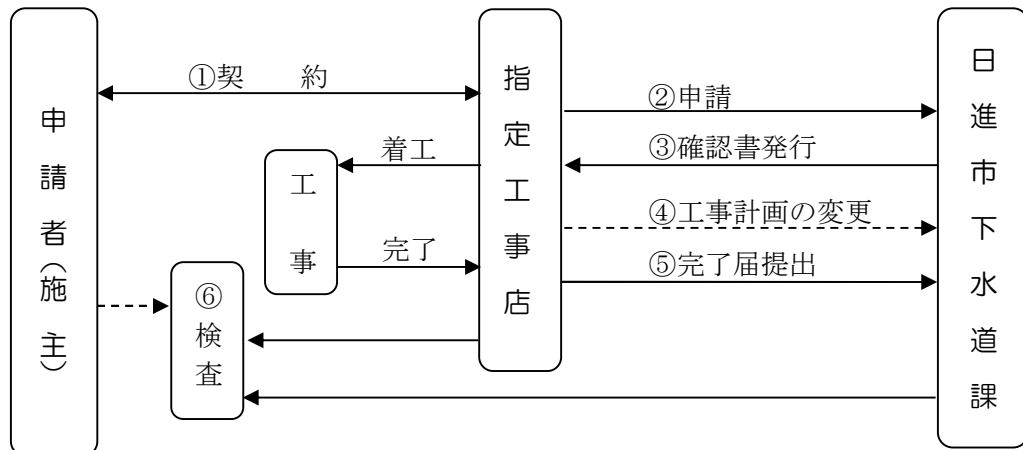 申請者(施主)
①契　約
指定工事店
日進市下水道課
②申請
③確認書発行
着工
工事
④工事計画の変更
完了
⑤完了届提出
⑥検査